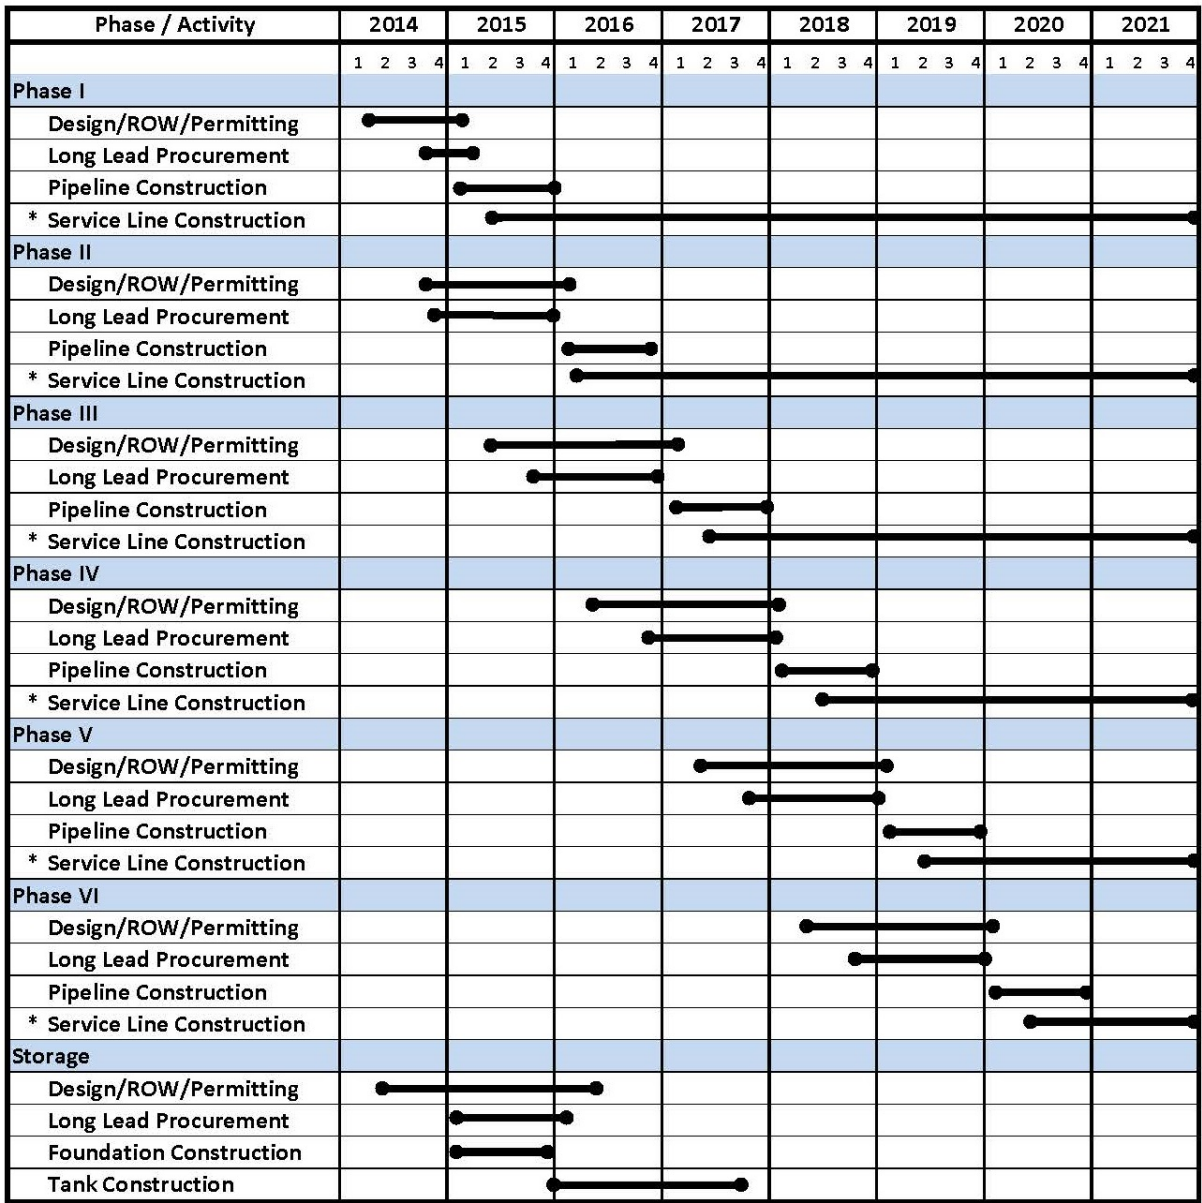 Phase / Activity 2014 2015 2016 2017 2018 2019 2020 2021
1 2 3 4 1 2 3 4 1 2 3 4 1 2 3 4 1 2 3 4 1 2 3 4 1 2 3 4 1 2 3 4
Phase I
Design/ROW/Permitting
Long Lead Procurement
Pipeline Construction
* Service Line Construction
Phase II
Design/ROW/Permitting
Long Lead Procurement
Pipeline Construction
* Service Line Construction
Phase III
Design/ROW/Permitting
Long Lead Procurement
Pipeline Construction
* Service Line Construction
Phase IV
Design/ROW/Permitting
Long Lead Procurement
Pipeline Construction
* Service Line Construction
Phase V
Design/ROW/Permitting
Long Lead Procurement
Pipeline Construction
* Service Line Construction
Phase VI
Design/ROW/Permitting
Long Lead Procurement
Pipeline Construction
* Service Line Construction
Storage
Design/ROW/Permitting
Long Lead Procurement
Foundation Construction
Tank Construction